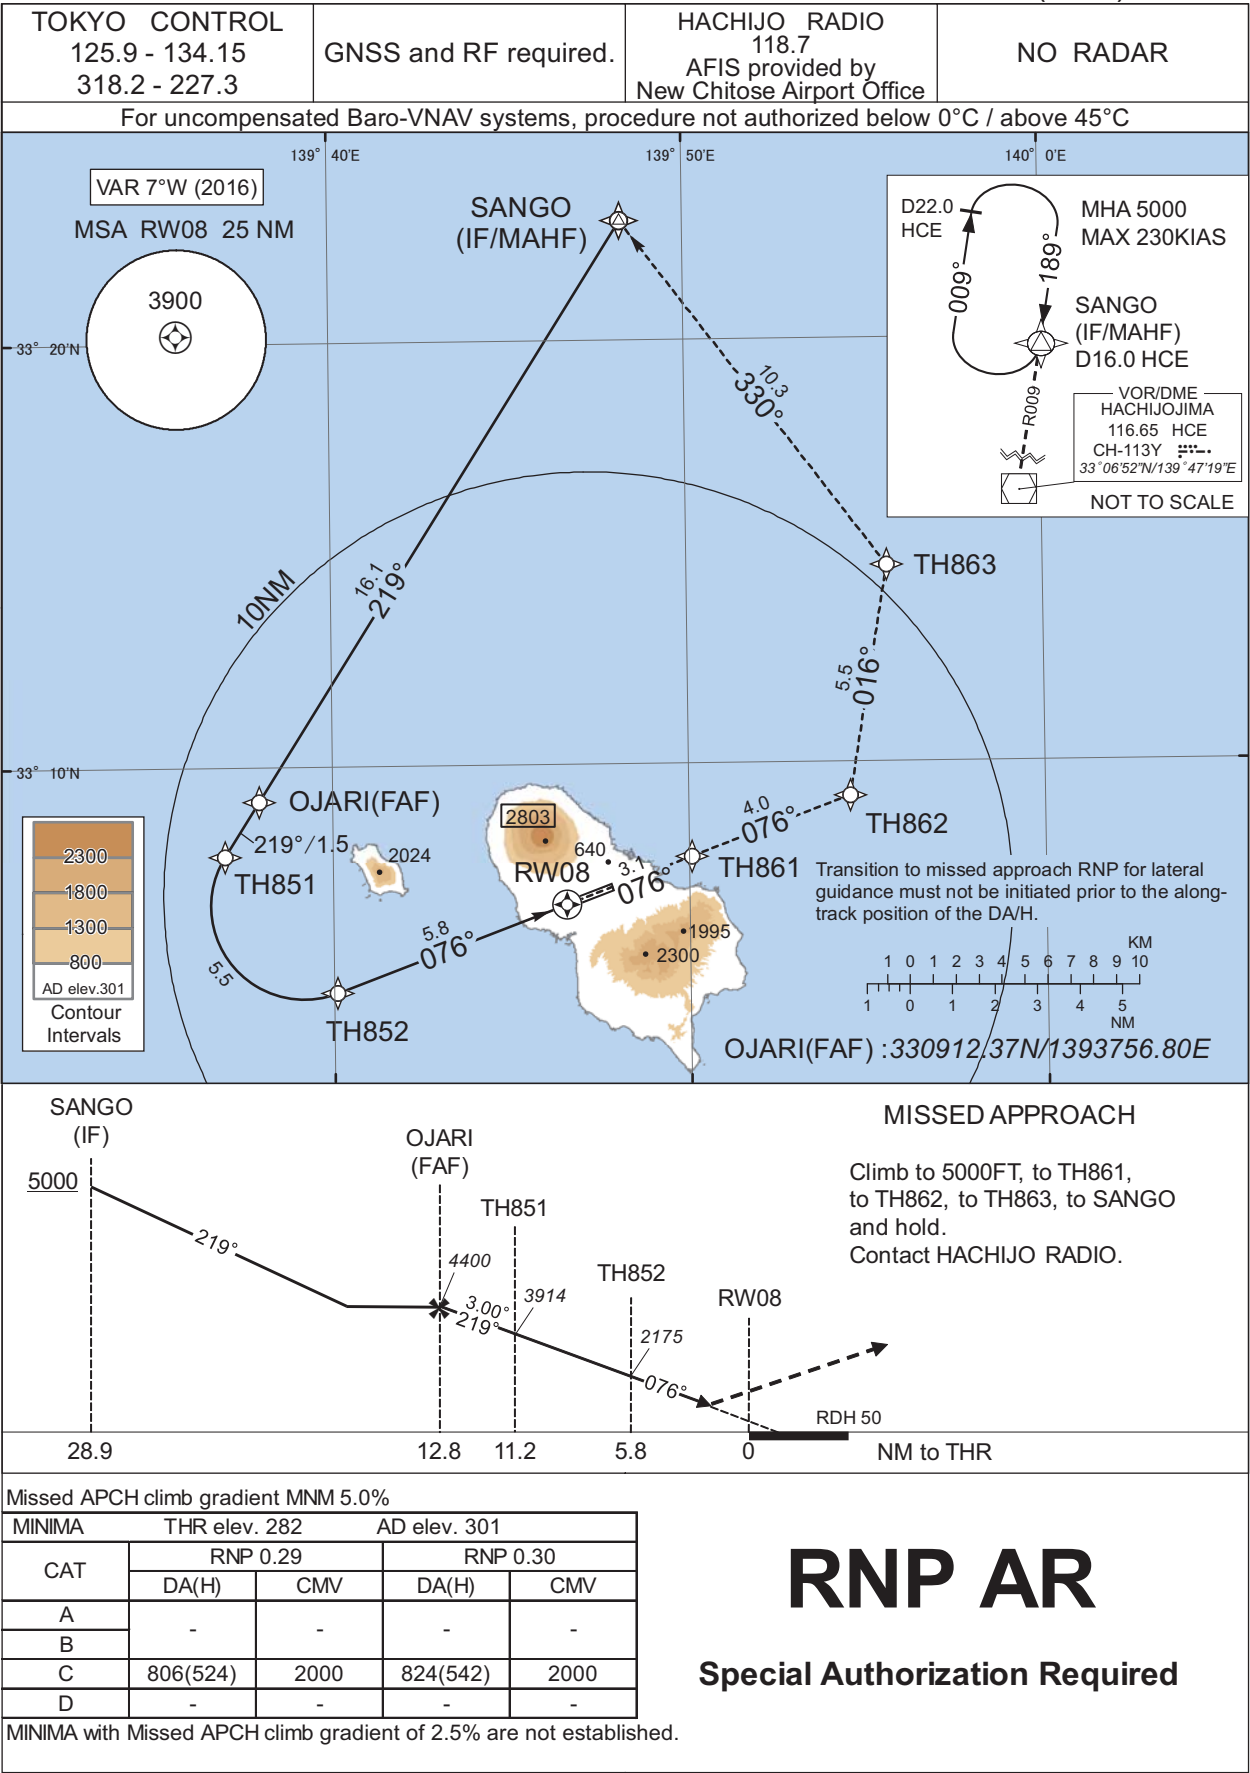 TOKYO CONTROL
125.9 - 134.15
318.2 - 227.3
GNSS and RF required.
HACHIJO RADIO
118.7
AFIS provided by
New Chitose Airport Office
NO RADAR
For uncompensated Baro-VNAV systems, procedure not authorized below 0°C / above 45°C
139° 40'E
139° 50'E
140° 0'E
VAR 7°W (2016)
MSA RW08 25 NM
3900
SANGO
(IF/MAHF)
D22.0
HCE
MHA 5000
MAX 230KIAS
009°
189°
SANGO
(IF/MAHF)
D16.0 HCE
R009
VOR/DME
HACHIJOJIMA
116.65 HCE
CH-113Y
33°06'52"N/139°47'19"E
NOT TO SCALE
33° 20'N
10.3
330°
16.1
219°
10NM
TH863
5.5
016°
33° 10'N
OJARI(FAF)
219°/1.5
TH851
2024
2803
640
RW08
3.1
076°
4.0
076°
TH861
TH862
Transition to missed approach RNP for lateral
guidance must not be initiated prior to the along-
track position of the DA/H.
2300
1800
1300
800
AD elev.301
Contour
Intervals
5.5
5.8
076°
TH852
1995
2300
KM
1 0 1 2 3 4 5 6 7 8 9 10
1 0 1 2 3 4 5
NM
OJARI(FAF) :330912.37N/1393756.80E
SANGO
(IF)
5000
219°
OJARI
(FAF)
TH851
4400
3.00°
219°
3914
TH852
2175
076°
RW08
RDH 50
28.9
12.8
11.2
5.8
0
NM to THR
MISSED APPROACH
Climb to 5000FT, to TH861,
to TH862, to TH863, to SANGO
and hold.
Contact HACHIJO RADIO.
Missed APCH climb gradient MNM 5.0%
MINIMA THR elev. 282 AD elev. 301
CAT RNP 0.29 RNP 0.30
DA(H) CMV DA(H) CMV
A
- - - -
B
C 806(524) 2000 824(542) 2000
D - - - -
MINIMA with Missed APCH climb gradient of 2.5% are not established.
RNP AR
Special Authorization Required